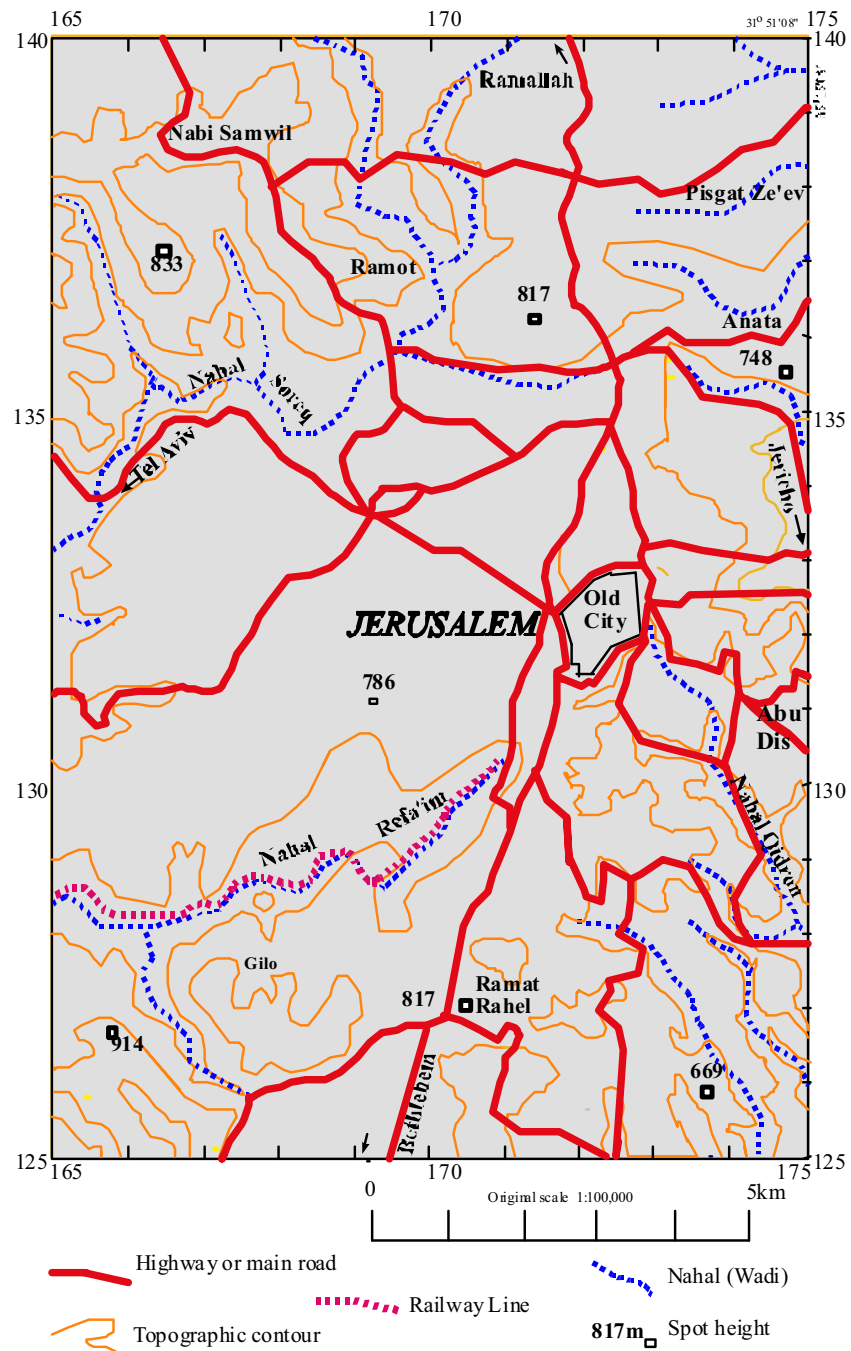 165
170
175
31° 51'08"
140
140
Ramallah
Nabi Samwil
Pisgat Ze'ev
833
Ramot
817
Anata
748
Nahal
Soreq
135
135
Tel Aviv
Jericho
JERUSALEM
Old
City
786
Abu
Dis
130
130
Nahal
Refa'im
Nahal Qidron
Gilo
817
Ramat
Rahel
914
669
Bethlehem
125
125
165
170
175
0
Original scale 1:100,000
5km
Highway or main road
Nahal (Wadi)
Railway Line
Topographic contour
817m
Spot height